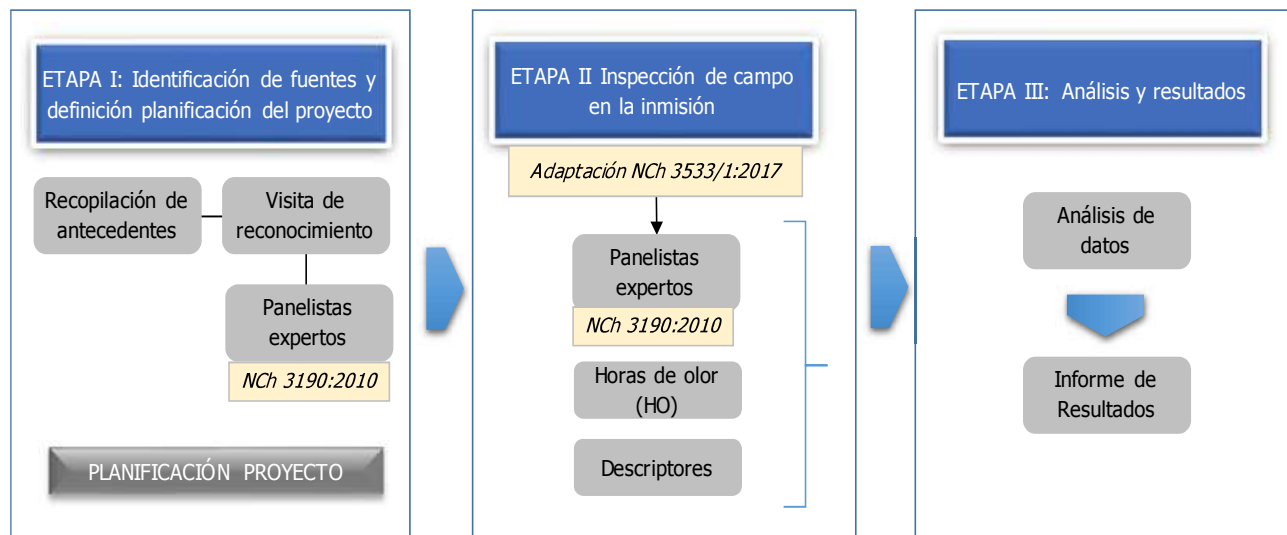 ETAPA I: Identificación de fuentes y
definición planificación del proyecto
Recopilación de
antecedentes
Visita de
reconocimiento
Panelistas
expertos
NCh 3190:2010
PLANIFICACIÓN PROYECTO
ETAPA II Inspección de campo
en la inmisión
Adaptación NCh 3533/1:2017
Panelistas
expertos
NCh 3190:2010
Horas de olor
(HO)
Descriptores
ETAPA III: Análisis y resultados
Análisis de
datos
Informe de
Resultados